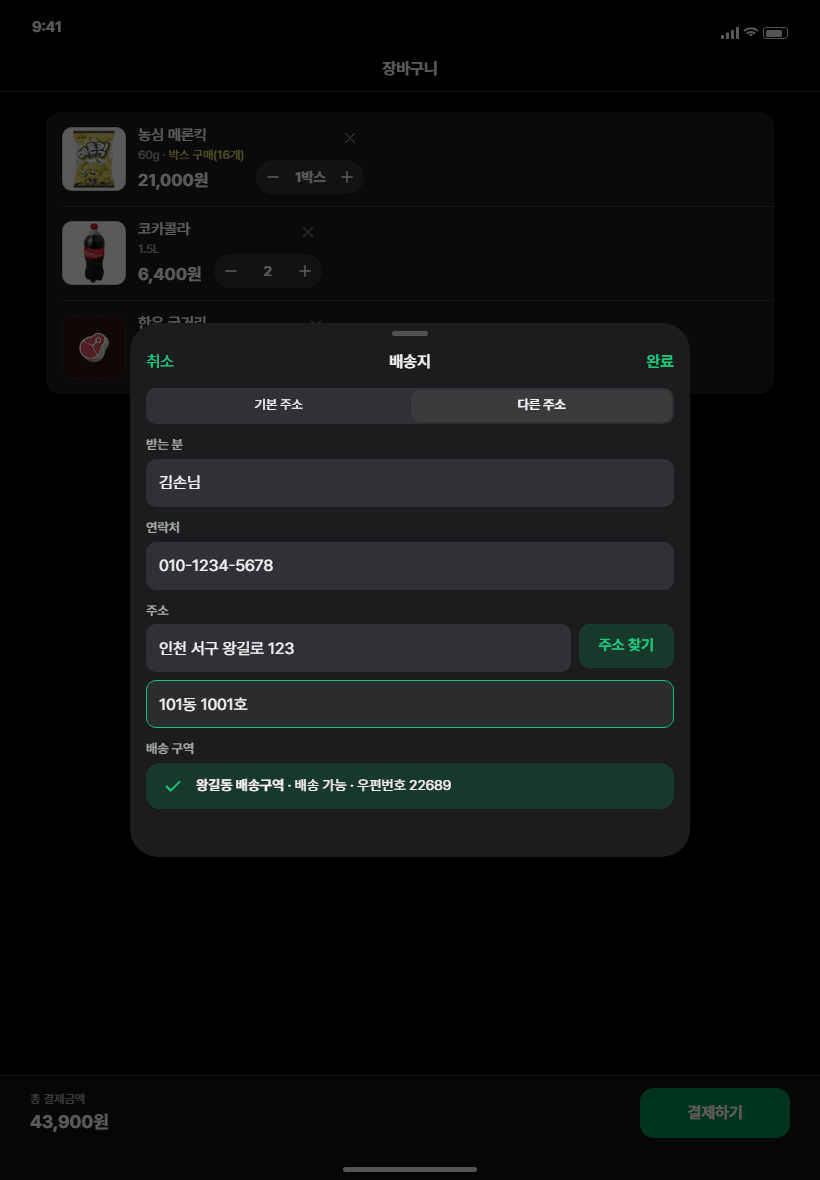 9:41
장바구니
농심 메론킥
60g · 박스 구매(16개)
21,000원
1박스
코카콜라
1.5L
6,400원
2
한우 국거리
취소
배송지
완료
기본 주소
다른 주소
받는 분
김손님
연락처
010-1234-5678
주소
인천 서구 왕길로 123
주소 찾기
101동 1001호
배송 구역
왕길동 배송구역 · 배송 가능 · 우편번호 22689
총 결제금액
43,900원
결제하기